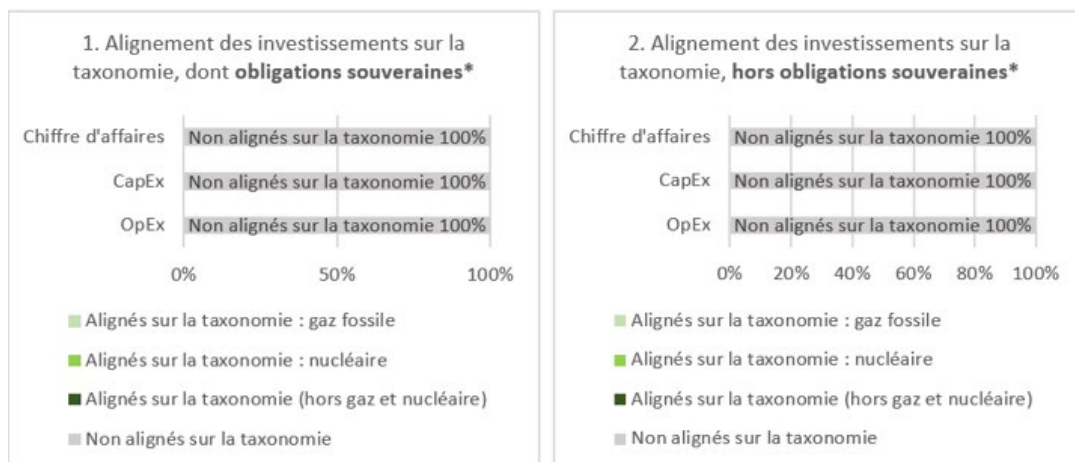 1. Alignement des investissements sur la
taxonomie, dont obligations souveraines*
Chiffre d'affaires
Non alignés sur la taxonomie 100%
CapEx
Non alignés sur la taxonomie 100%
OpEx
Non alignés sur la taxonomie 100%
0% 50% 100%
Alignés sur la taxonomie : gaz fossile
Alignés sur la taxonomie : nucléaire
Alignés sur la taxonomie (hors gaz et nucléaire)
Non alignés sur la taxonomie
2. Alignement des investissements sur la
taxonomie, hors obligations souveraines*
Chiffre d'affaires
Non alignés sur la taxonomie 100%
CapEx
Non alignés sur la taxonomie 100%
OpEx
Non alignés sur la taxonomie 100%
0% 20% 40% 60% 80% 100%
Alignés sur la taxonomie : gaz fossile
Alignés sur la taxonomie : nucléaire
Alignés sur la taxonomie (hors gaz et nucléaire)
Non alignés sur la taxonomie